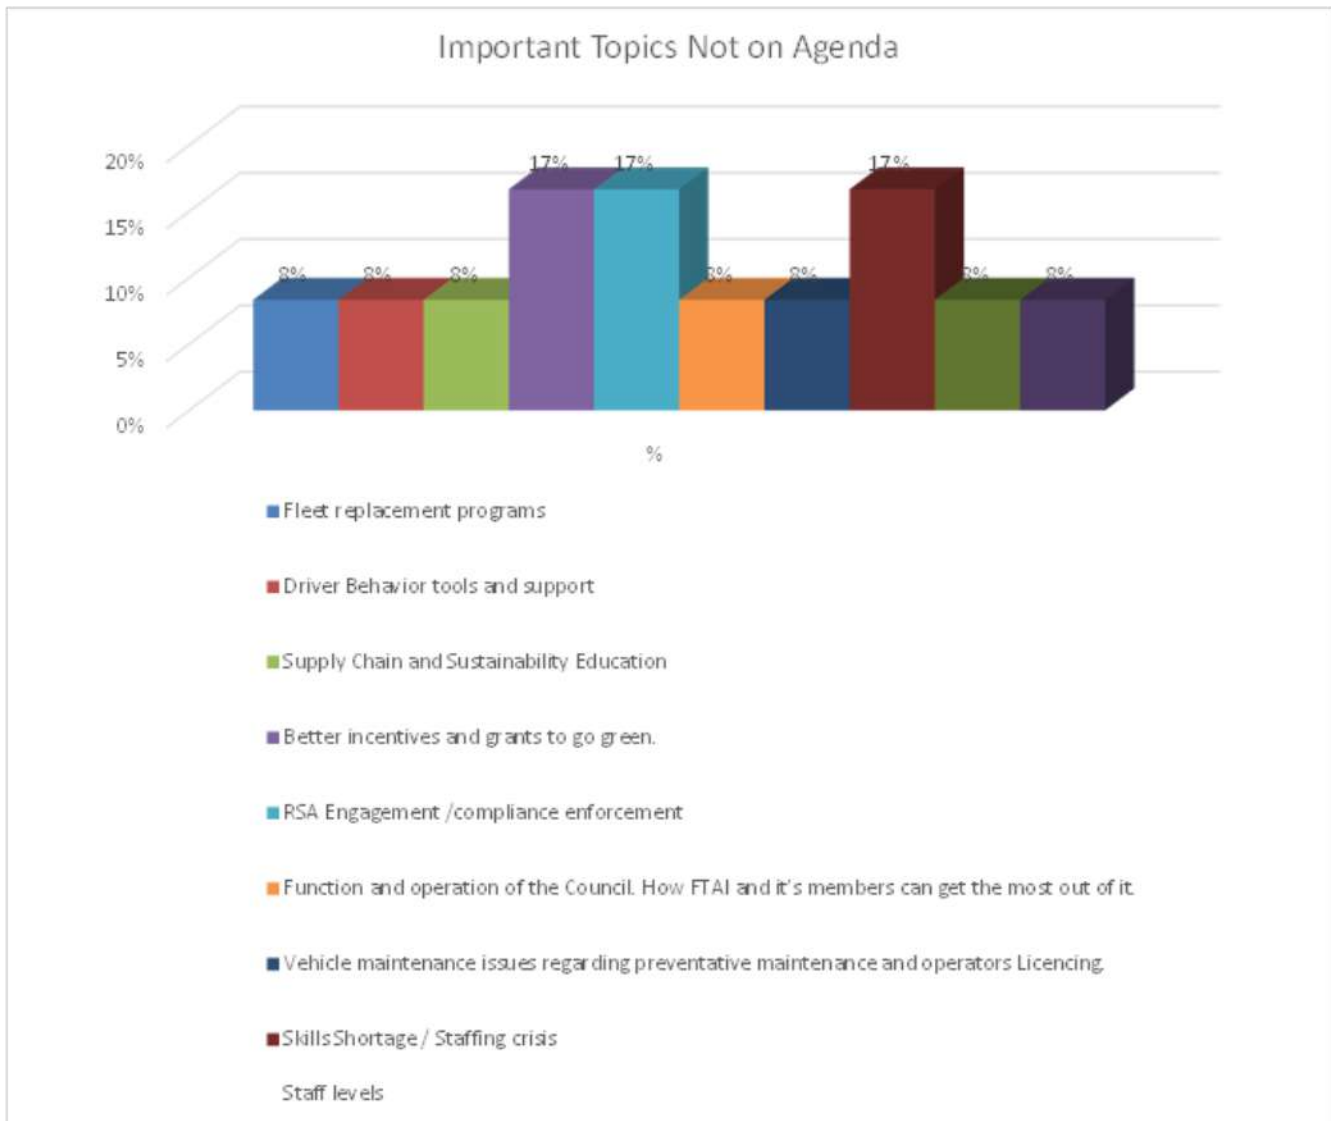 Important Topics Not on Agenda
20%
15%
10%
5%
0%
8%
8%
8%
17%
17%
8%
8%
17%
8%
8%
%
Fleet replacement programs
Driver Behavior tools and support
Supply Chain and Sustainability Education
Better incentives and grants to go green.
RSA Engagement /compliance enforcement
Function and operation of the Council. How FTAI and it's members can get the most out of it.
Vehicle maintenance issues regarding preventative maintenance and operators Licencing.
Skills Shortage / Staffing crisis
Staff levels